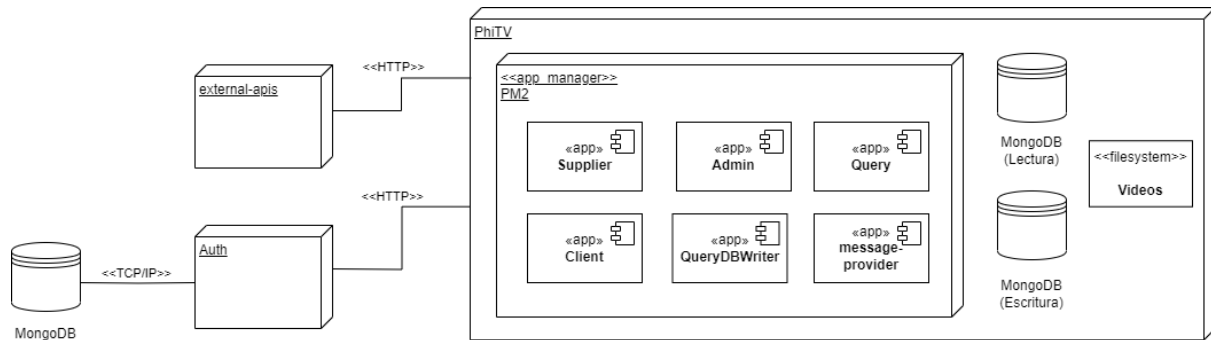 PhiTV
<<HTTP>>
external-apis
<<app_manager>>
PM2
«app»
Supplier
«app»
Admin
«app»
Query
MongoDB
(Lectura)
<<filesystem>>
Videos
<<HTTP>>
Auth
«app»
Client
«app»
QueryDBWriter
«app»
message-
provider
<<TCP/IP>>
MongoDB
(Escritura)
MongoDB